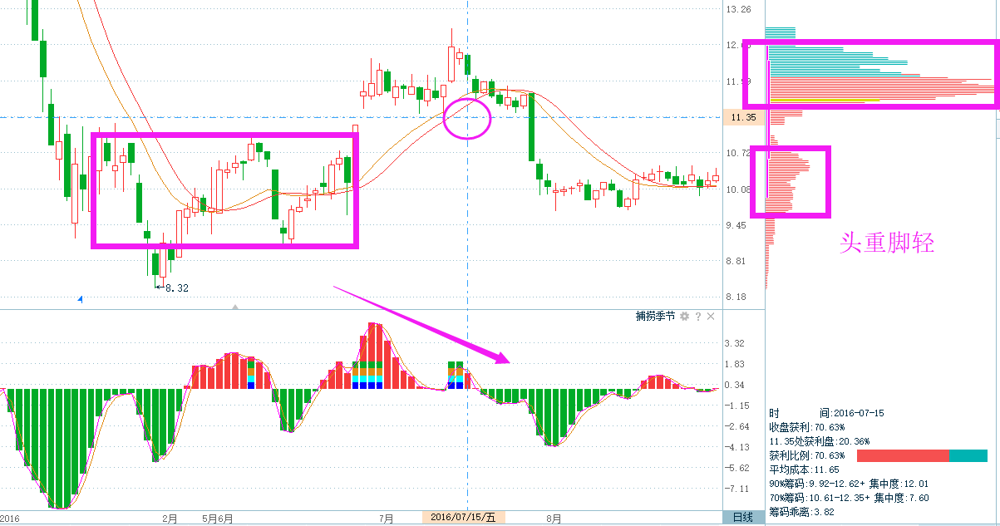 13.26
12.6
11.99
11.35
10.72
10.08
9.45
8.81
8.18
8.32
头重脚轻
捕捞季节 ? ×
3.32
1.83
0.34
-1.15
-2.64
-4.13
-5.62
-7.11
时 间:2016-07-15
收盘获利:70.63%
11.35处获利盘:20.36%
获利比例:70.63%
平均成本:11.65
90%筹码:9.92-12.62+ 集中度:12.01
70%筹码:10.61-12.35+ 集中度:7.60
筹码乖离:3.82
2016 2月 5月6月 7月 2016/07/15/五 8月 日线